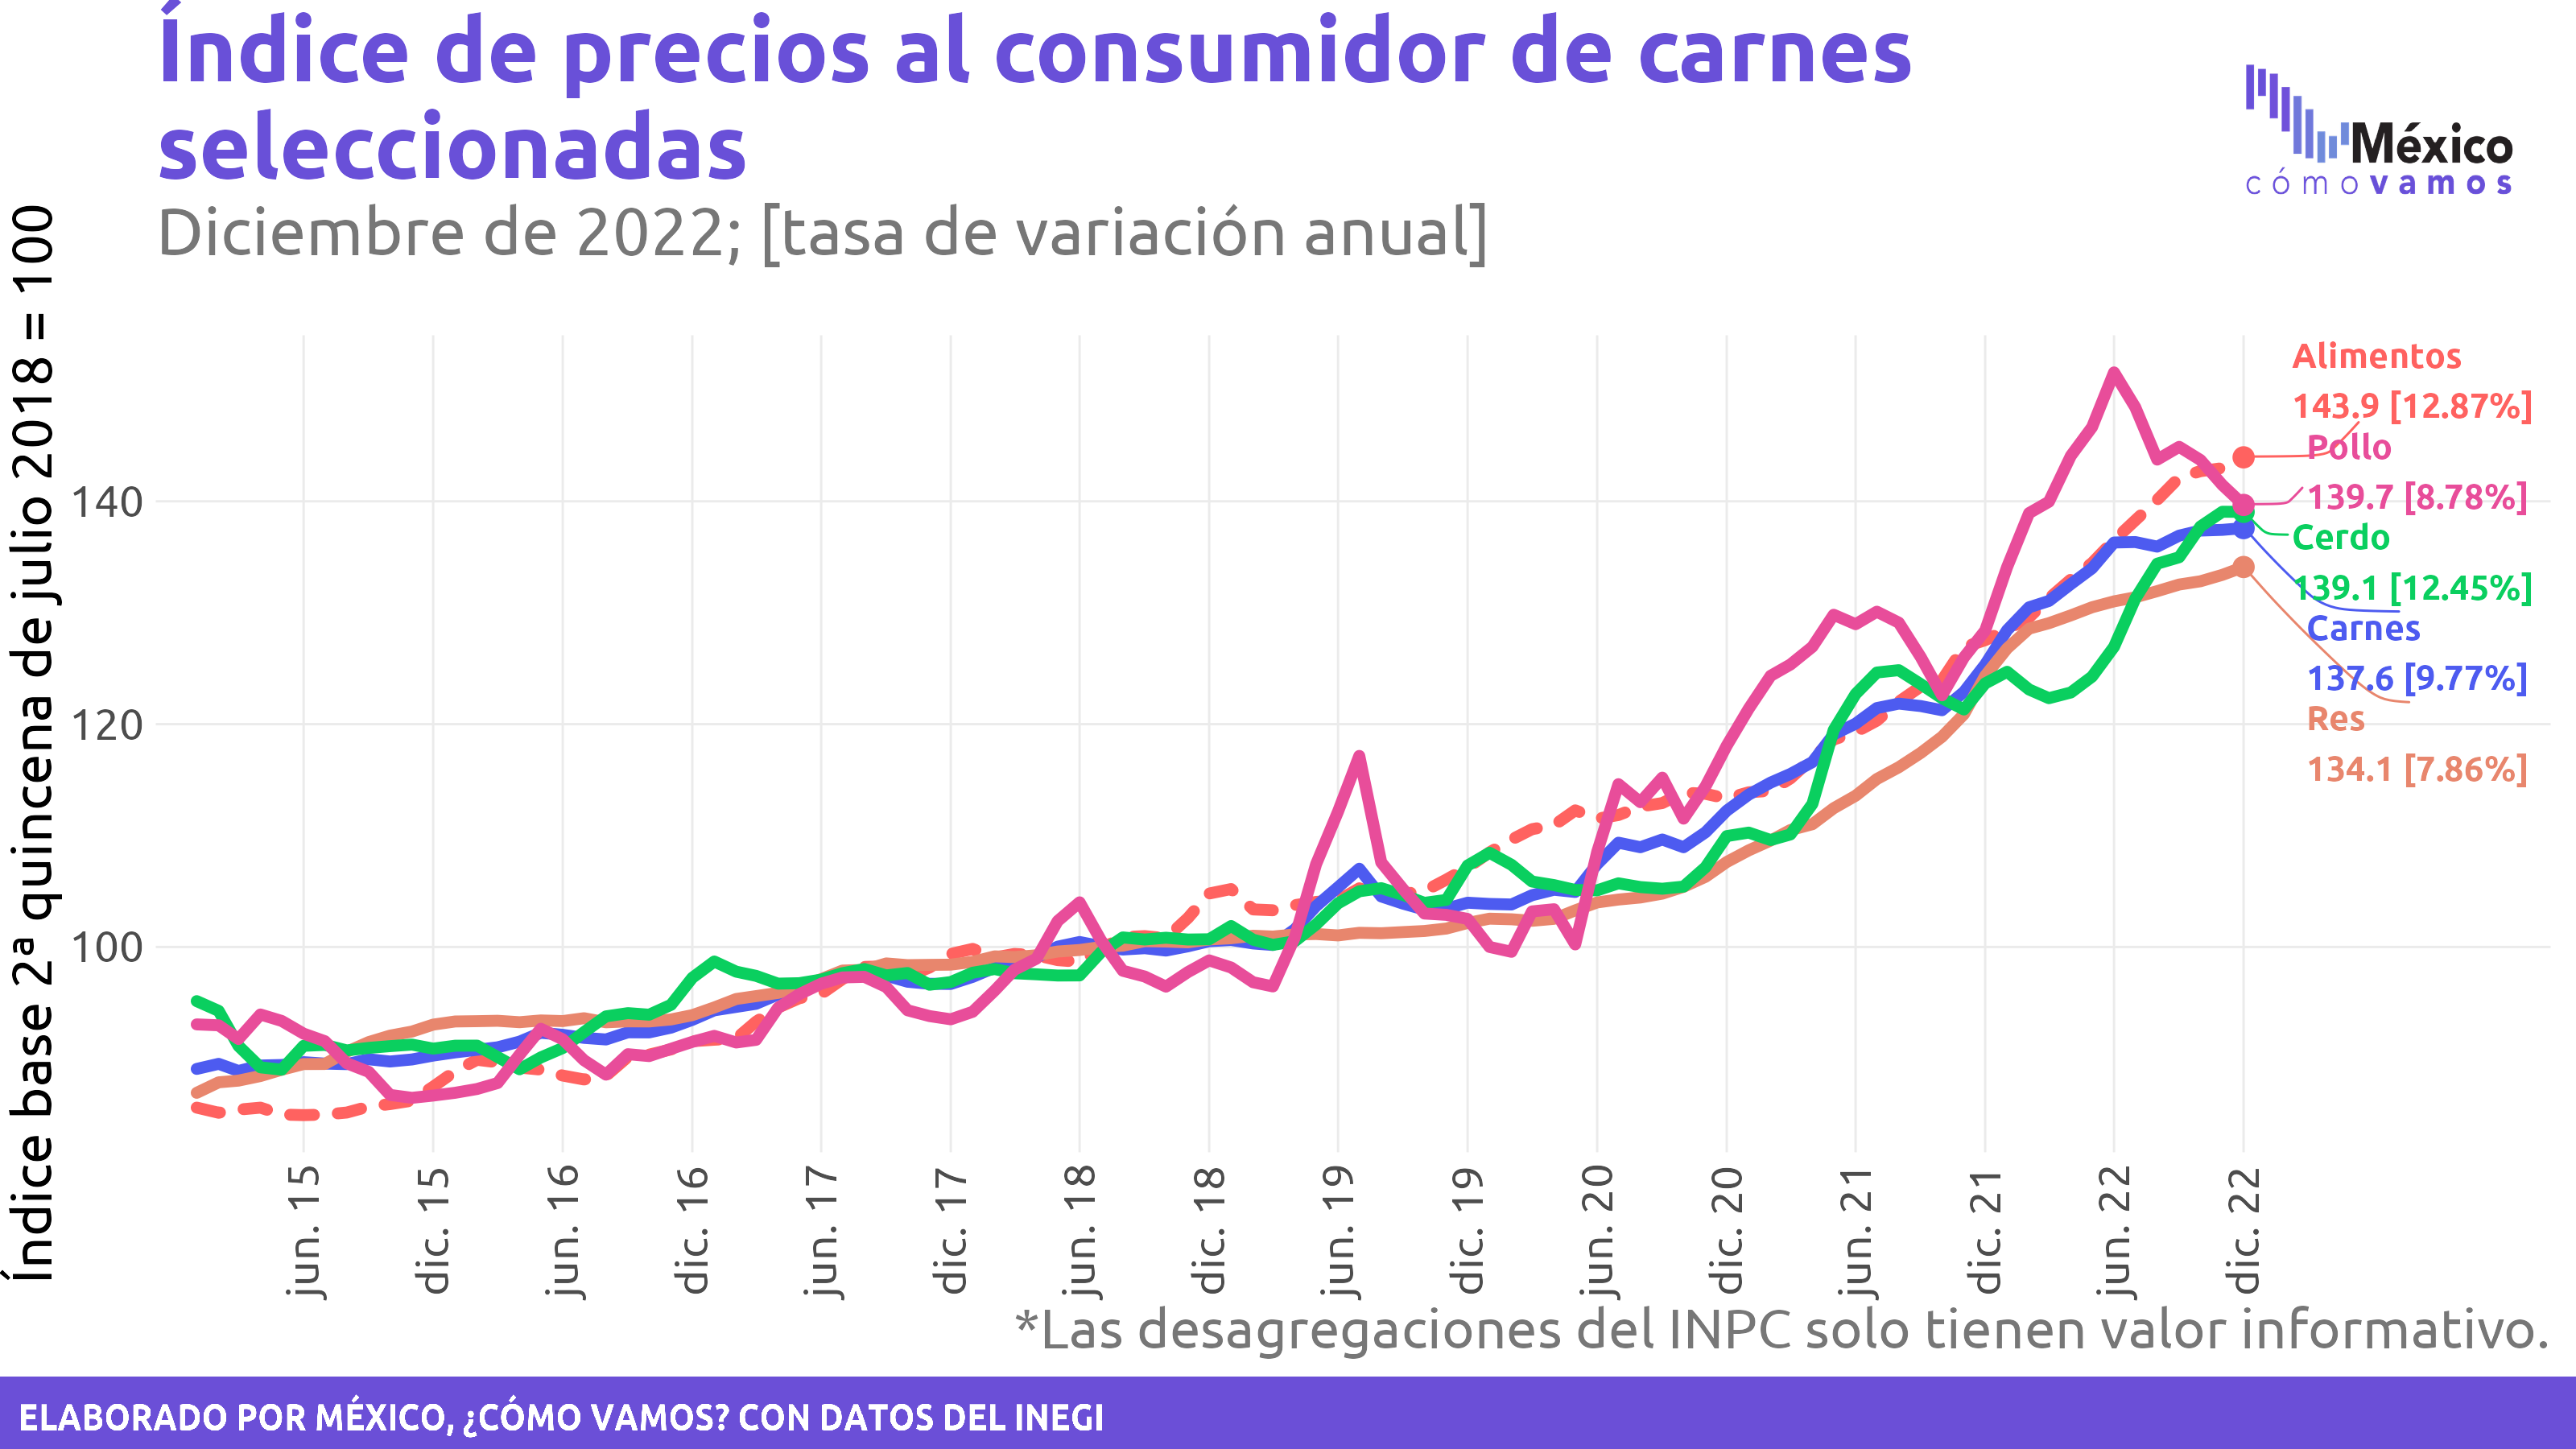 Índice de precios al consumidor de carnes
seleccionadas
Diciembre de 2022; [tasa de variación anual]
México
cómo vamos
Índice base 2ª quincena de julio 2018 = 100
140
120
100
Alimentos
143.9 [12.87%]
Pollo
139.7 [8.78%]
Cerdo
139.1 [12.45%]
Carnes
137.6 [9.77%]
Res
134.1 [7.86%]
jun. 15
dic. 15
jun. 16
dic. 16
jun. 17
dic. 17
jun. 18
dic. 18
jun. 19
dic. 19
jun. 20
dic. 20
jun. 21
dic. 21
jun. 22
dic. 22
*Las desagregaciones del INPC solo tienen valor informativo.
ELABORADO POR MÉXICO, ¿CÓMO VAMOS? CON DATOS DEL INEGI